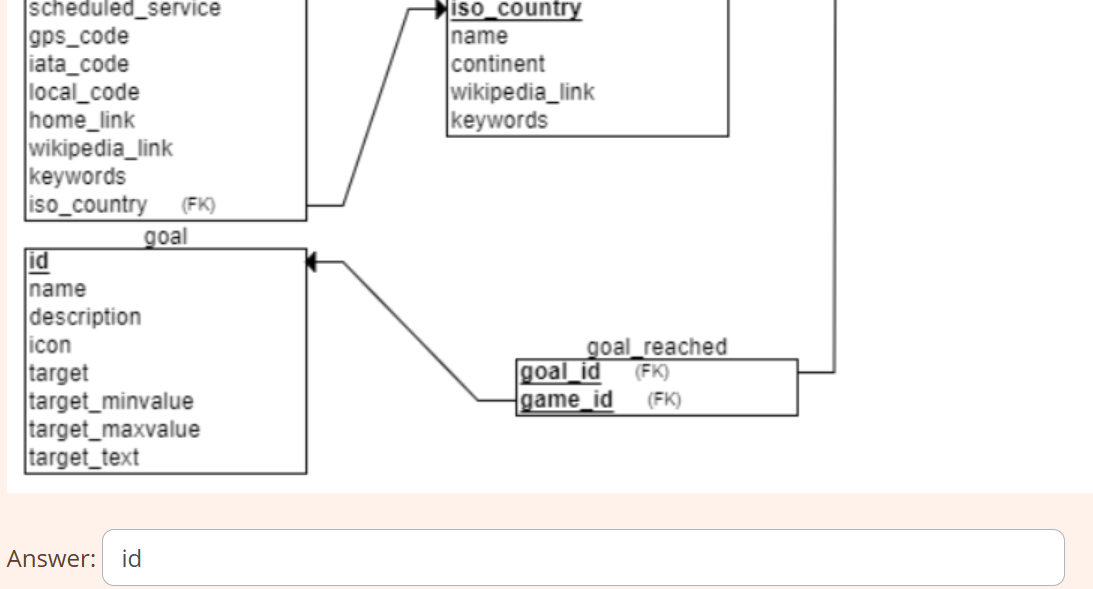 scheduled_service
gps_code
iata_code
local_code
home_link
wikipedia_link
keywords
iso_country (FK)
iso_country
name
continent
wikipedia_link
keywords
goal
id
name
description
icon
target
target_minvalue
target_maxvalue
target_text
goal_reached
goal_id (FK)
game_id (FK)
Answer: id